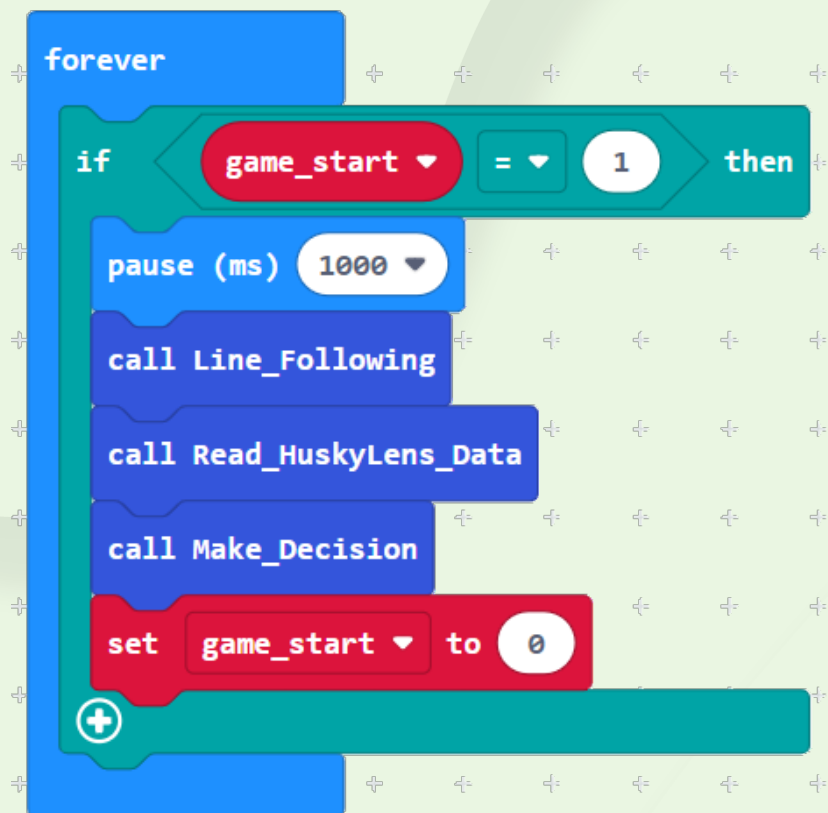 forever
if game_start = 1 then
pause (ms) 1000
call Line_Following
call Read_HuskyLens_Data
call Make_Decision
set game_start to 0